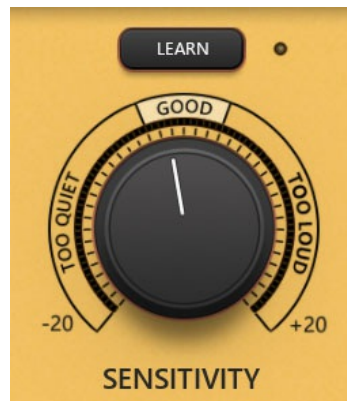 LEARN
GOOD
TOO QUIET
TOO LOUD
-20
+20
SENSITIVITY